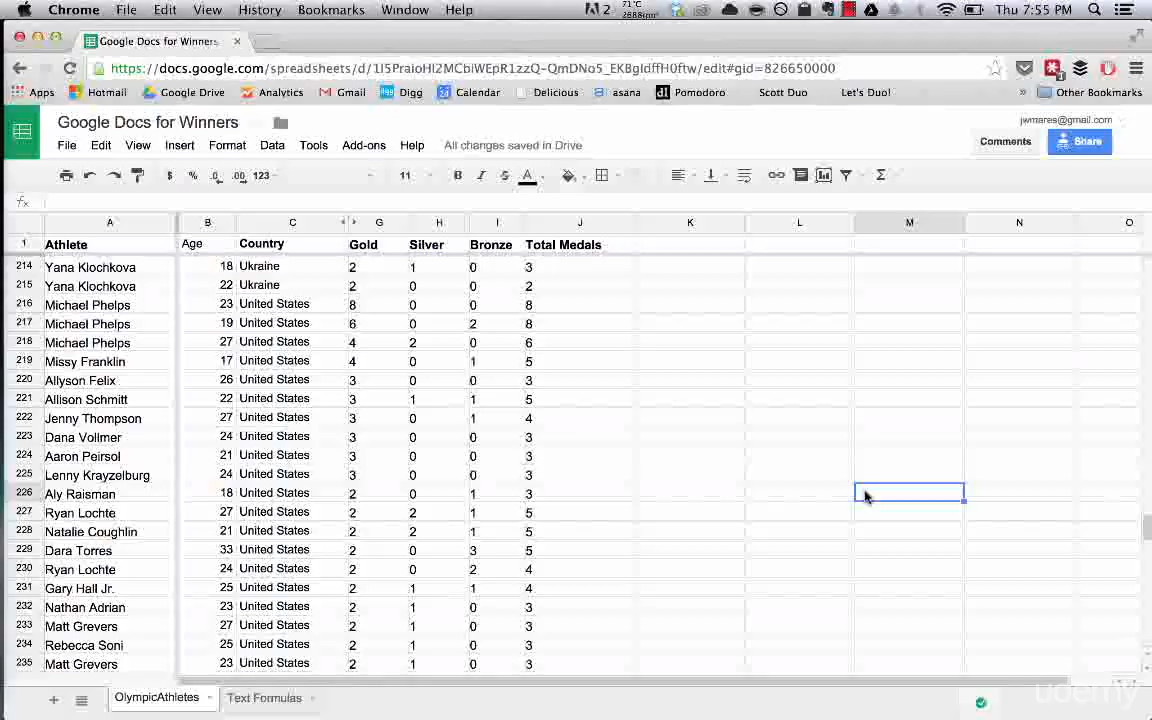 Chrome File Edit View History Bookmarks Window Help 2 71°C Thu 7:55 PM
Google Docs for Winners
https://docs.google.com/spreadsheets/d/1I5PraioHI2MCbiWEpR1zzQ-QmDNo5_EKBgIdffH0ftw/edit#gid=826650000
Apps Hotmail Google Drive Analytics Gmail Digg Calendar Delicious asana Pomodoro Scott Duo Let's Duo! » Other Bookmarks
Google Docs for Winners jwmares@gmail.com
File Edit View Insert Format Data Tools Add-ons Help All changes saved in Drive Comments Share
$ % .0 .00 123 11 B I S A Σ
fx
A B C G H I J K L M N O
1 Athlete Age Country Gold Silver Bronze Total Medals
214 Yana Klochkova 18 Ukraine 2 1 0 3
215 Yana Klochkova 22 Ukraine 2 0 0 2
216 Michael Phelps 23 United States 8 0 0 8
217 Michael Phelps 19 United States 6 0 2 8
218 Michael Phelps 27 United States 4 2 0 6
219 Missy Franklin 17 United States 4 0 1 5
220 Allyson Felix 26 United States 3 0 0 3
221 Allison Schmitt 22 United States 3 1 1 5
222 Jenny Thompson 27 United States 3 0 1 4
223 Dana Vollmer 24 United States 3 0 0 3
224 Aaron Peirsol 21 United States 3 0 0 3
225 Lenny Krayzelburg 24 United States 3 0 0 3
226 Aly Raisman 18 United States 2 0 1 3
227 Ryan Lochte 27 United States 2 2 1 5
228 Natalie Coughlin 21 United States 2 2 1 5
229 Dara Torres 33 United States 2 0 3 5
230 Ryan Lochte 24 United States 2 0 2 4
231 Gary Hall Jr. 25 United States 2 1 1 4
232 Nathan Adrian 23 United States 2 1 0 3
233 Matt Grevers 27 United States 2 1 0 3
234 Rebecca Soni 25 United States 2 1 0 3
235 Matt Grevers 23 United States 2 1 0 3
+ OlympicAthletes Text Formulas
udemy